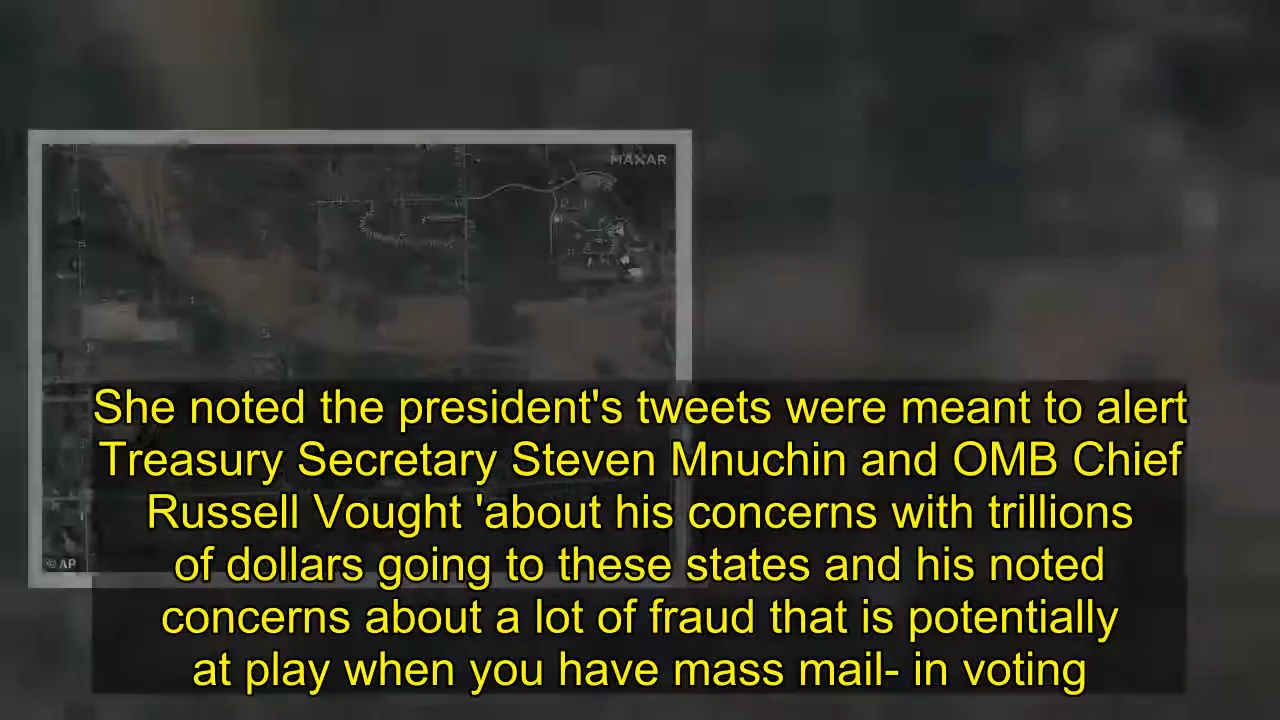 MAXAR
She noted the president's tweets were meant to alert
Treasury Secretary Steven Mnuchin and OMB Chief
Russell Vought 'about his concerns with trillions
of dollars going to these states and his noted
concerns about a lot of fraud that is potentially
at play when you have mass mail- in voting
© AP